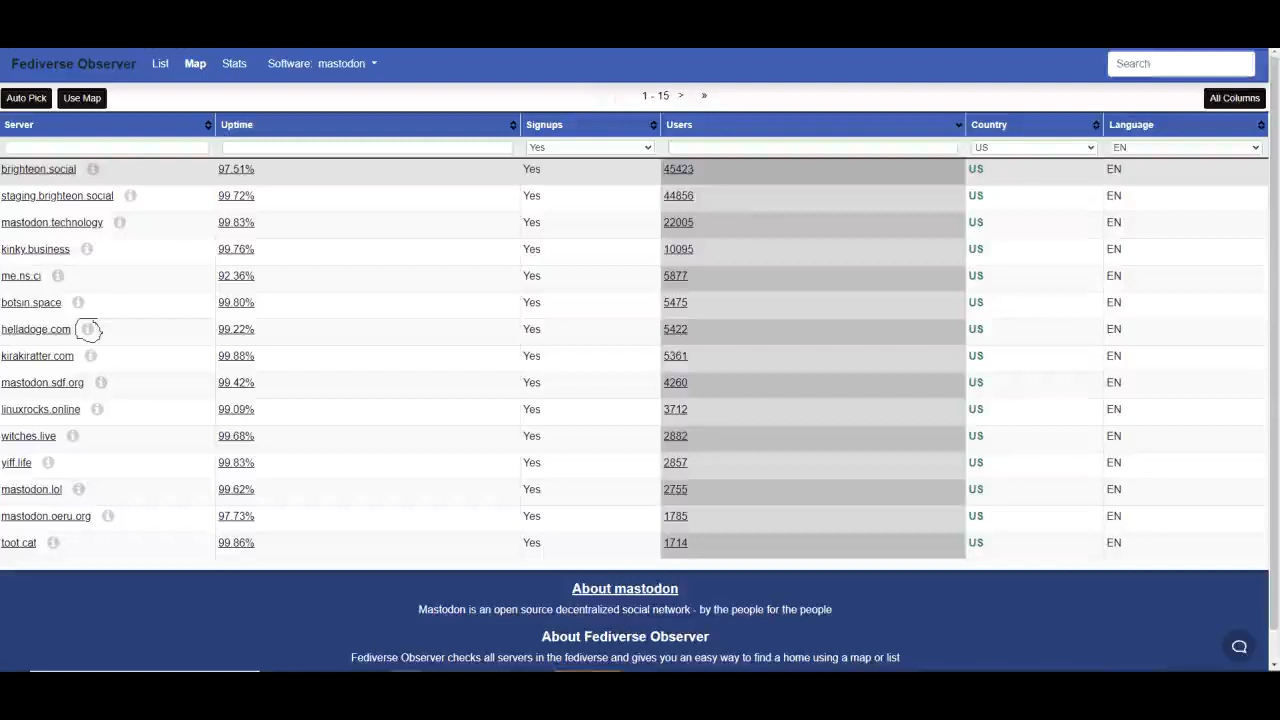 Fediverse Observer List Map Stats Software: mastodon Search
Auto Pick Use Map 1 - 15 > » All Columns
Server Uptime Signups Users Country Language
Yes US EN
brighteon.social 97.51% Yes 45423 US EN
staging.brighteon.social 99.72% Yes 44856 US EN
mastodon.technology 99.83% Yes 22005 US EN
kinky.business 99.76% Yes 10095 US EN
me.ns.ci 92.36% Yes 5877 US EN
botsin.space 99.80% Yes 5475 US EN
helladoge.com 99.22% Yes 5422 US EN
kirakiratter.com 99.88% Yes 5361 US EN
mastodon.sdf.org 99.42% Yes 4260 US EN
linuxrocks.online 99.09% Yes 3712 US EN
witches.live 99.68% Yes 2882 US EN
yiff.life 99.83% Yes 2857 US EN
mastodon.lol 99.62% Yes 2755 US EN
mastodon.oeru.org 97.73% Yes 1785 US EN
toot.cat 99.86% Yes 1714 US EN
About mastodon
Mastodon is an open source decentralized social network - by the people for the people
About Fediverse Observer
Fediverse Observer checks all servers in the fediverse and gives you an easy way to find a home using a map or list